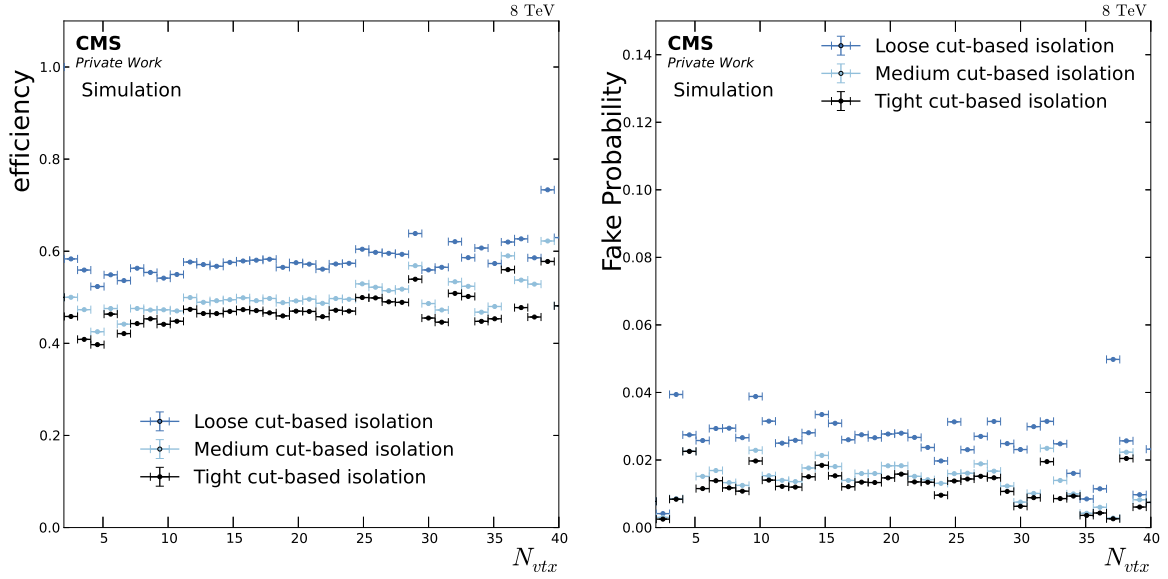 8 TeV
CMS
Private Work
Simulation
efficiency
1.0
0.8
0.6
0.4
0.2
0.0
Loose cut-based isolation
Medium cut-based isolation
Tight cut-based isolation
5 10 15 20 25 30 35 40
N_{vtx}
8 TeV
CMS
Private Work
Simulation
Loose cut-based isolation
Medium cut-based isolation
Tight cut-based isolation
Fake Probability
0.14
0.12
0.10
0.08
0.06
0.04
0.02
0.00
5 10 15 20 25 30 35 40
N_{vtx}